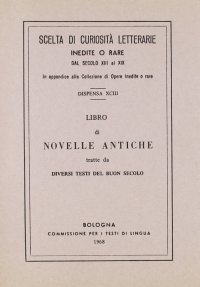 SCELTA DI CURIOSITÀ LETTERARIE
INEDITE O RARE
DAL SECOLO XIII al XIX
In appendice alla Collezione di Opere inedite o rare
DISPENSA XCIII
LIBRO
di
NOVELLE ANTICHE
tratte da
DIVERSI TESTI DEL BUON SECOLO
BOLOGNA
COMMISSIONE PER I TESTI DI LINGUA
1968